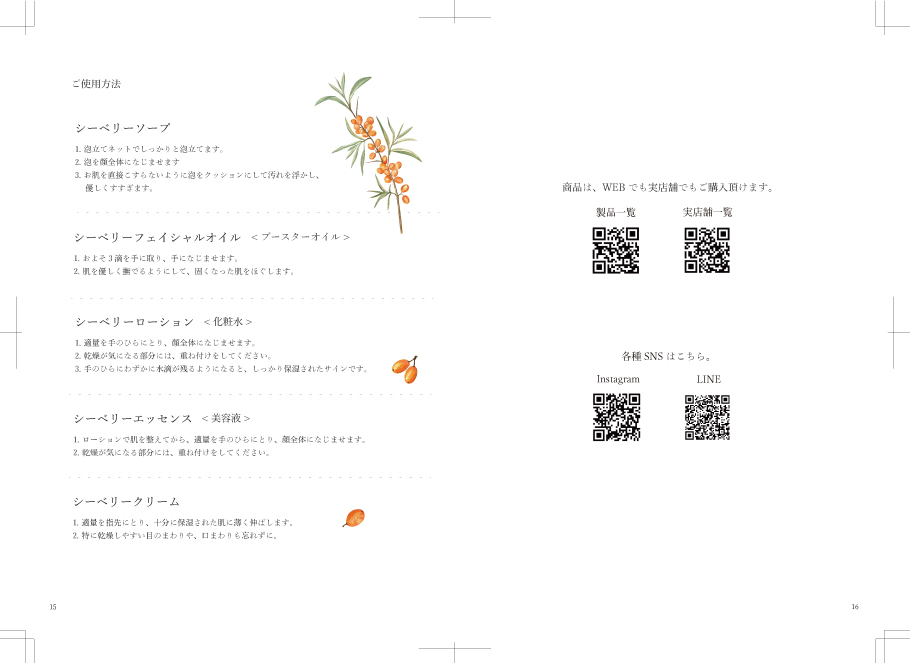 ご使用方法
シーベリーソープ
1. 泡立てネットでしっかりと泡立てます。
2. 泡を顔全体になじませます
3. お肌を直接こすらないように泡をクッションにして汚れを浮かし、
優しくすすぎます。
シーベリーフェイシャルオイル ＜ブースターオイル＞
1. およそ3滴を手に取り、手になじませます。
2. 肌を優しく撫でるようにして、固くなった肌をほぐします。
シーベリーローション ＜化粧水＞
1. 適量を手のひらにとり、顔全体になじませます。
2. 乾燥が気になる部分には、重ね付けをしてください。
3. 手のひらにわずかに水滴が残るようになると、しっかり保湿されたサインです。
シーベリーエッセンス ＜美容液＞
1. ローションで肌を整えてから、適量を手のひらにとり、顔全体になじませます。
2. 乾燥が気になる部分には、重ね付けをしてください。
シーベリークリーム
1. 適量を指先にとり、十分に保湿された肌に薄く伸ばします。
2. 特に乾燥しやすい目のまわりや、口まわりも忘れずに。
15
商品は、WEB でも実店舗でもご購入頂けます。
製品一覧 実店舗一覧
各種 SNS はこちら。
Instagram LINE
16